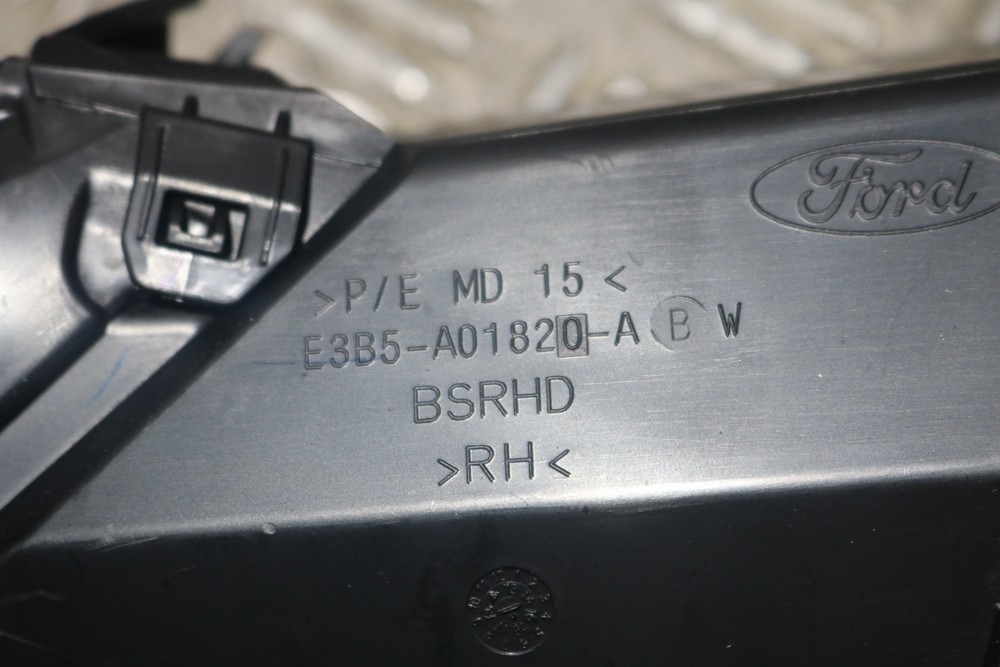 Ford
>P/E MD 15<
E3B5-A01820-A B W
BSRHD
>RH<